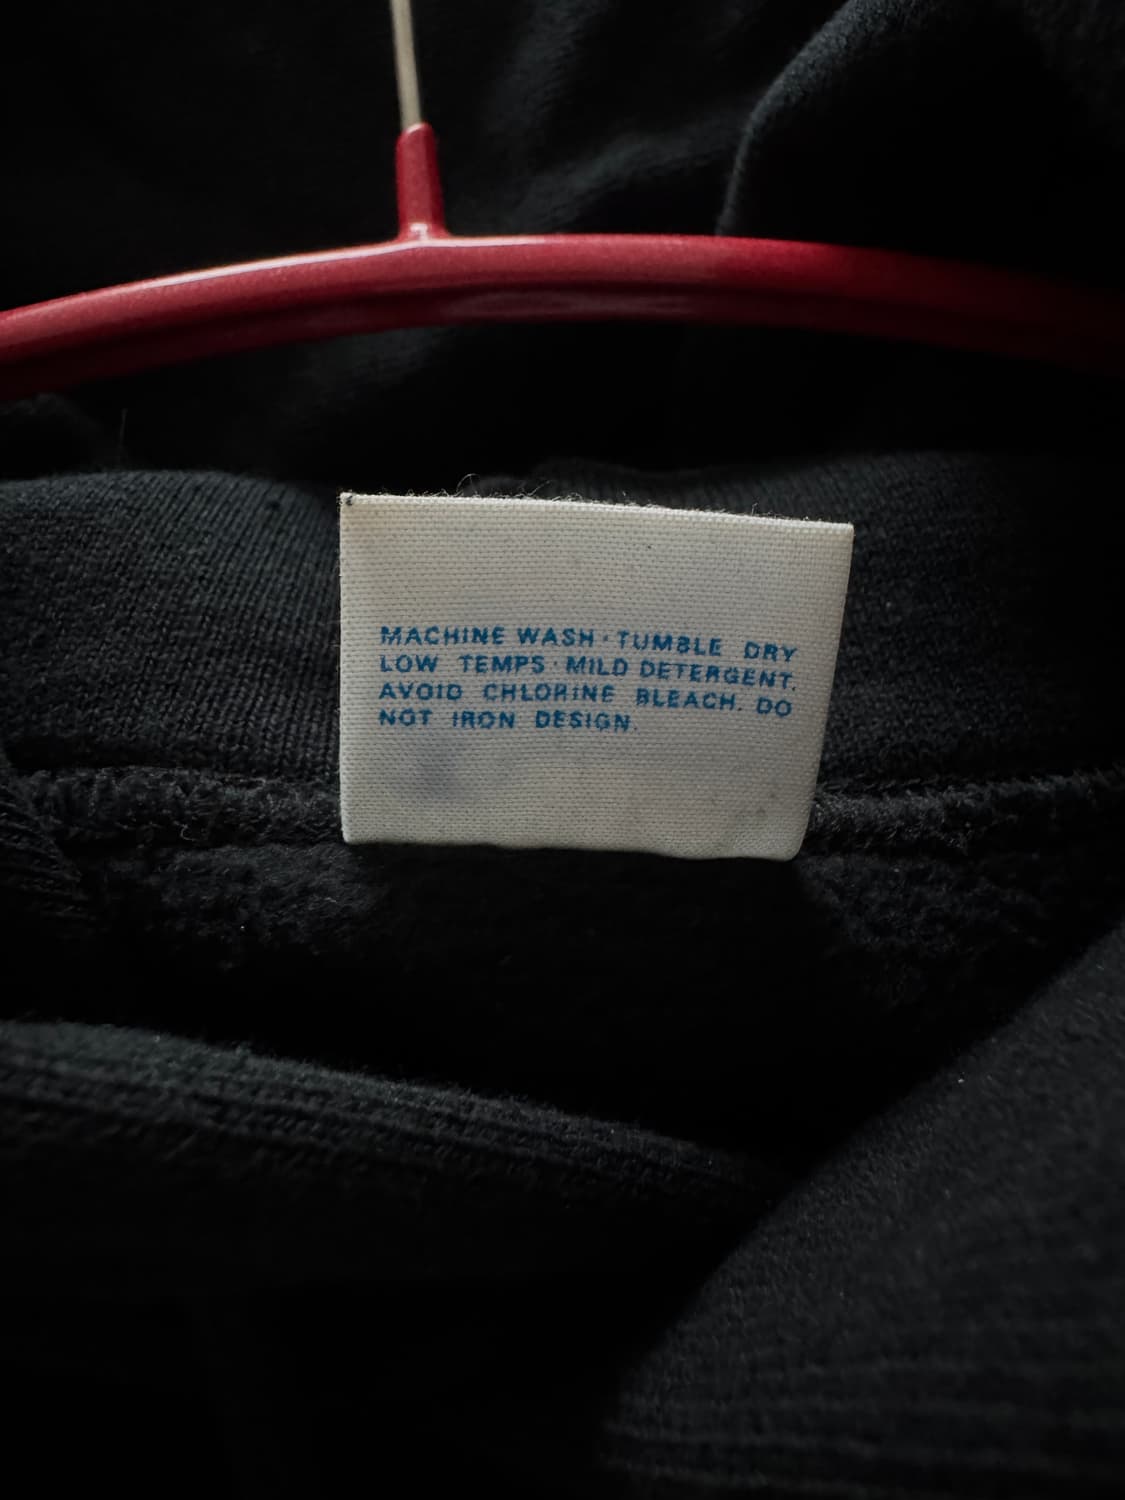 MACHINE WASH · TUMBLE DRY
LOW TEMPS · MILD DETERGENT.
AVOID CHLORINE BLEACH. DO
NOT IRON DESIGN.